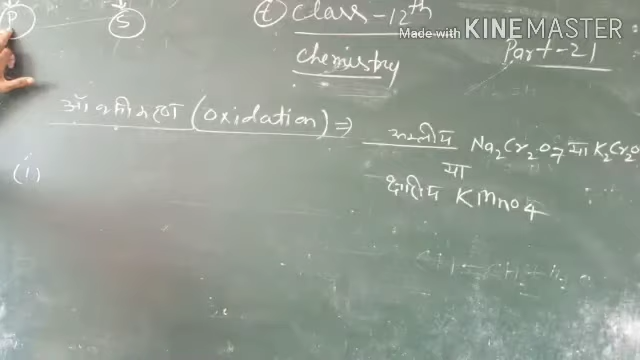 P
S
Class-12th
Made with KINEMASTER
chemistry
Part-21
ऑक्सीकरण (Oxidation) ⇒
अम्लीय Na2Cr2O7 या K2Cr2O
या
क्षारीय KMnO4
(i)